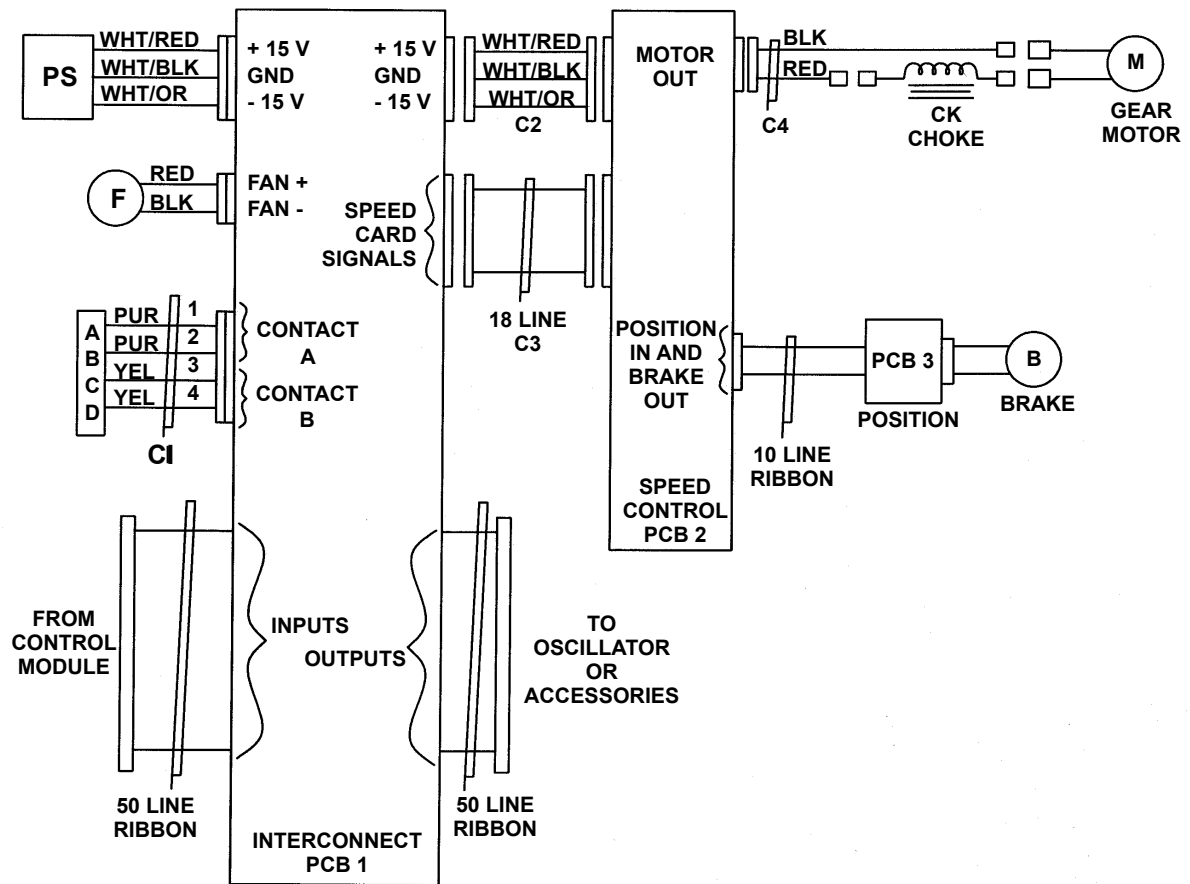 PS
WHT/RED
WHT/BLK
WHT/OR
+ 15 V
GND
- 15 V
+ 15 V
GND
- 15 V
WHT/RED
WHT/BLK
WHT/OR
C2
MOTOR
OUT
BLK
RED
C4
CK
CHOKE
M
GEAR
MOTOR
F
RED
BLK
FAN +
FAN -
SPEED
CARD
SIGNALS
18 LINE
C3
A
B
C
D
PUR
PUR
YEL
YEL
1
2
3
4
C1
CONTACT
A
CONTACT
B
POSITION
IN AND
BRAKE
OUT
10 LINE
RIBBON
PCB 3
POSITION
B
BRAKE
SPEED
CONTROL
PCB 2
FROM
CONTROL
MODULE
50 LINE
RIBBON
INPUTS
OUTPUTS
50 LINE
RIBBON
TO
OSCILLATOR
OR
ACCESSORIES
INTERCONNECT
PCB 1